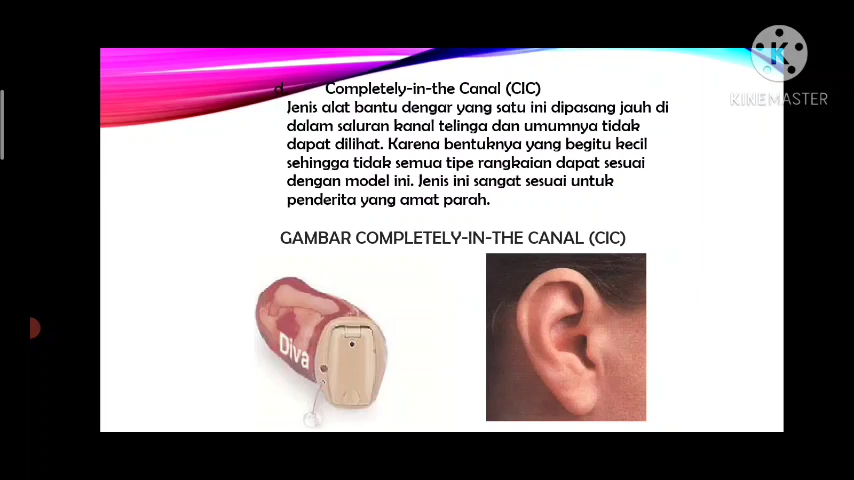 d. Completely-in-the Canal (CIC)
Jenis alat bantu dengar yang satu ini dipasang jauh di
dalam saluran kanal telinga dan umumnya tidak
dapat dilihat. Karena bentuknya yang begitu kecil
sehingga tidak semua tipe rangkaian dapat sesuai
dengan model ini. Jenis ini sangat sesuai untuk
penderita yang amat parah.
GAMBAR COMPLETELY-IN-THE CANAL (CIC)
Diva
K
KINEMASTER